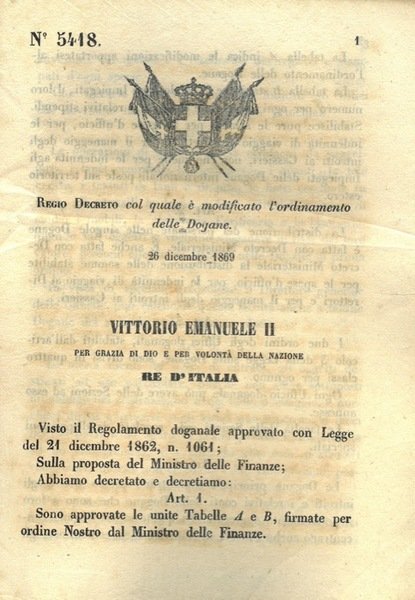 N° 5418.
1
REGIO DECRETO col quale è modificato l'ordinamento
delle Dogane.
26 dicembre 1869
VITTORIO EMANUELE II
PER GRAZIA DI DIO E PER VOLONTÀ DELLA NAZIONE
RE D'ITALIA
Visto il Regolamento doganale approvato con Legge
del 21 dicembre 1862, n. 1061;
Sulla proposta del Ministro delle Finanze;
Abbiamo decretato e decretiamo:
Art. 1.
Sono approvate le unite Tabelle A e B, firmate per
ordine Nostro dal Ministro delle Finanze.